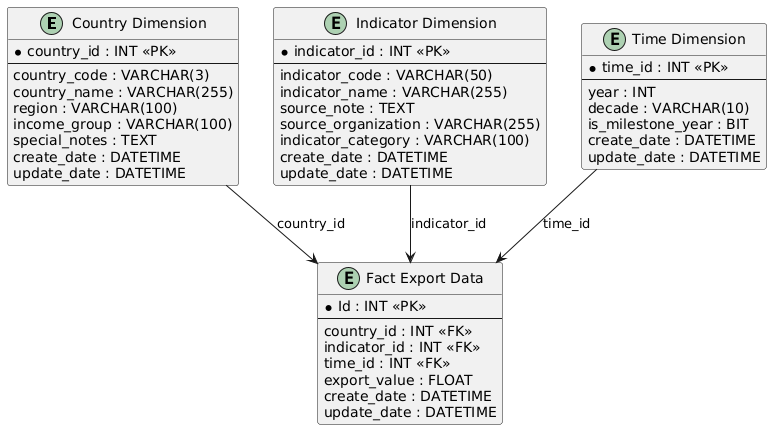 E Country Dimension
* country_id : INT «PK»
country_code : VARCHAR(3)
country_name : VARCHAR(255)
region : VARCHAR(100)
income_group : VARCHAR(100)
special_notes : TEXT
create_date : DATETIME
update_date : DATETIME
E Indicator Dimension
* indicator_id : INT «PK»
indicator_code : VARCHAR(50)
indicator_name : VARCHAR(255)
source_note : TEXT
source_organization : VARCHAR(255)
indicator_category : VARCHAR(100)
create_date : DATETIME
update_date : DATETIME
E Time Dimension
* time_id : INT «PK»
year : INT
decade : VARCHAR(10)
is_milestone_year : BIT
create_date : DATETIME
update_date : DATETIME
country_id
indicator_id
time_id
E Fact Export Data
* Id : INT «PK»
country_id : INT «FK»
indicator_id : INT «FK»
time_id : INT «FK»
export_value : FLOAT
create_date : DATETIME
update_date : DATETIME